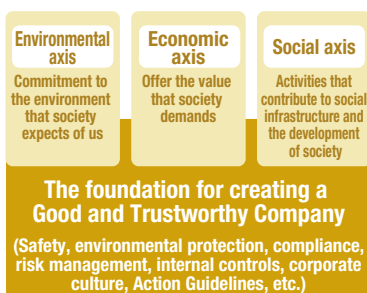 Environmental
axis
Commitment to
the environment
that society
expects of us
Economic
axis
Offer the value
that society
demands
Social axis
Activities that
contribute to social
infrastructure and
the development
of society
The foundation for creating a
Good and Trustworthy Company
(Safety, environmental protection, compliance,
risk management, internal controls, corporate
culture, Action Guidelines, etc.)